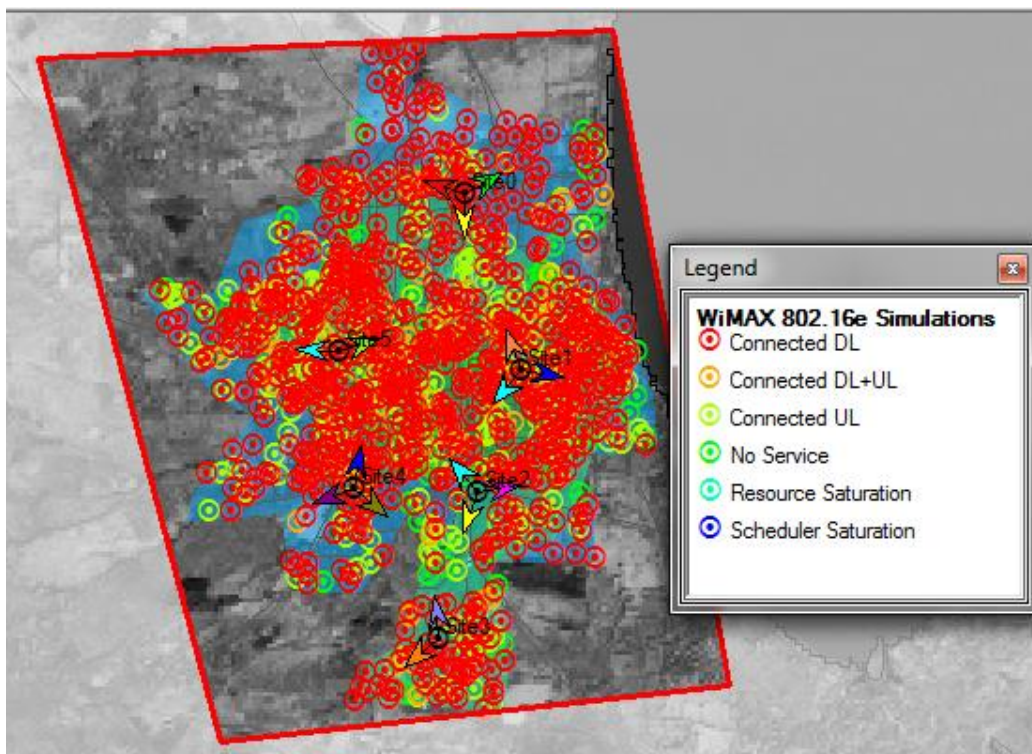 Site0
Site5
Site1
Site4
Site2
Site3
Legend
WiMAX 802.16e Simulations
Connected DL
Connected DL+UL
Connected UL
No Service
Resource Saturation
Scheduler Saturation